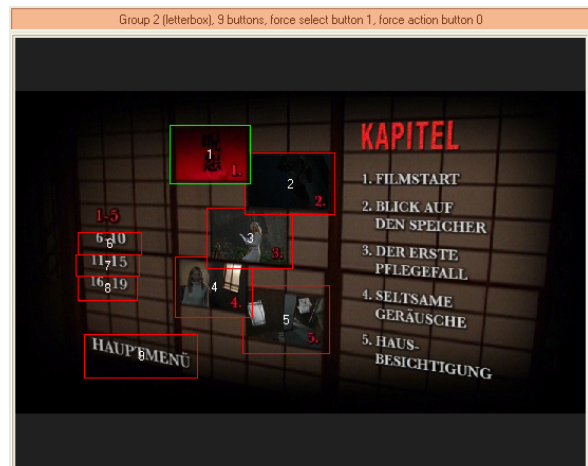 Group 2 (letterbox), 9 buttons, force select button 1, force action button 0
KAPITEL
1. FILMSTART
2. BLICK AUF
DEN SPEICHER
3. DER ERSTE
PFLEGEFALL
4. SELTSAME
GERÄUSCHE
5. HAUS-
BESICHTIGUNG
1
1.
2
2.
3
3.
4
4.
5
5.
1-5
6-10
6
11-15
7
16-19
8
HAUPTMENÜ
9